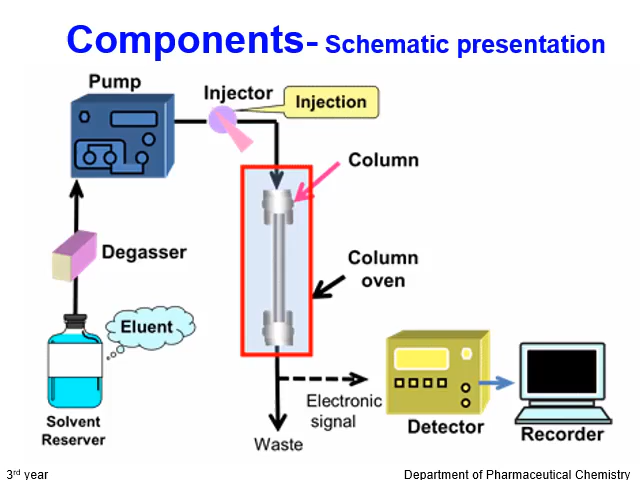 Components- Schematic presentation
Pump
Injector
Injection
Column
Degasser
Column
oven
Eluent
Electronic
signal
Solvent
Reserver
Waste
Detector
Recorder
3rd year
Department of Pharmaceutical Chemistry